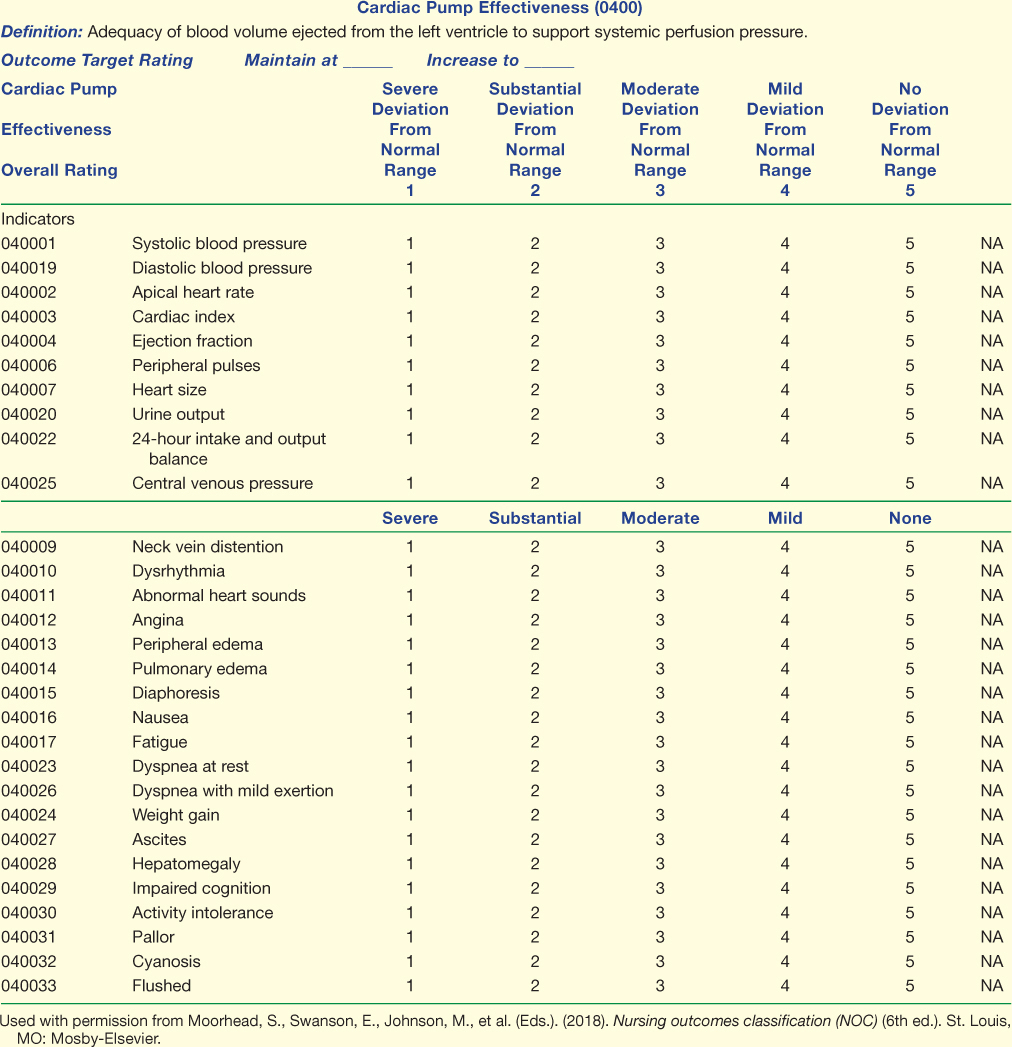 Cardiac Pump Effectiveness (0400)
Definition: Adequacy of blood volume ejected from the left ventricle to support systemic perfusion pressure.
Outcome Target Rating Maintain at ______ Increase to ______
Cardiac Pump Severe Substantial Moderate Mild No
Deviation Deviation Deviation Deviation Deviation
Effectiveness From From From From From
Normal Normal Normal Normal Normal
Overall Rating Range Range Range Range Range
1 2 3 4 5
Indicators
040001 Systolic blood pressure 1 2 3 4 5 NA
040019 Diastolic blood pressure 1 2 3 4 5 NA
040002 Apical heart rate 1 2 3 4 5 NA
040003 Cardiac index 1 2 3 4 5 NA
040004 Ejection fraction 1 2 3 4 5 NA
040006 Peripheral pulses 1 2 3 4 5 NA
040007 Heart size 1 2 3 4 5 NA
040020 Urine output 1 2 3 4 5 NA
040022 24-hour intake and output 1 2 3 4 5 NA
balance
040025 Central venous pressure 1 2 3 4 5 NA
Severe Substantial Moderate Mild None
040009 Neck vein distention 1 2 3 4 5 NA
040010 Dysrhythmia 1 2 3 4 5 NA
040011 Abnormal heart sounds 1 2 3 4 5 NA
040012 Angina 1 2 3 4 5 NA
040013 Peripheral edema 1 2 3 4 5 NA
040014 Pulmonary edema 1 2 3 4 5 NA
040015 Diaphoresis 1 2 3 4 5 NA
040016 Nausea 1 2 3 4 5 NA
040017 Fatigue 1 2 3 4 5 NA
040023 Dyspnea at rest 1 2 3 4 5 NA
040026 Dyspnea with mild exertion 1 2 3 4 5 NA
040024 Weight gain 1 2 3 4 5 NA
040027 Ascites 1 2 3 4 5 NA
040028 Hepatomegaly 1 2 3 4 5 NA
040029 Impaired cognition 1 2 3 4 5 NA
040030 Activity intolerance 1 2 3 4 5 NA
040031 Pallor 1 2 3 4 5 NA
040032 Cyanosis 1 2 3 4 5 NA
040033 Flushed 1 2 3 4 5 NA
Used with permission from Moorhead, S., Swanson, E., Johnson, M., et al. (Eds.). (2018). Nursing outcomes classification (NOC) (6th ed.). St. Louis,
MO: Mosby-Elsevier.